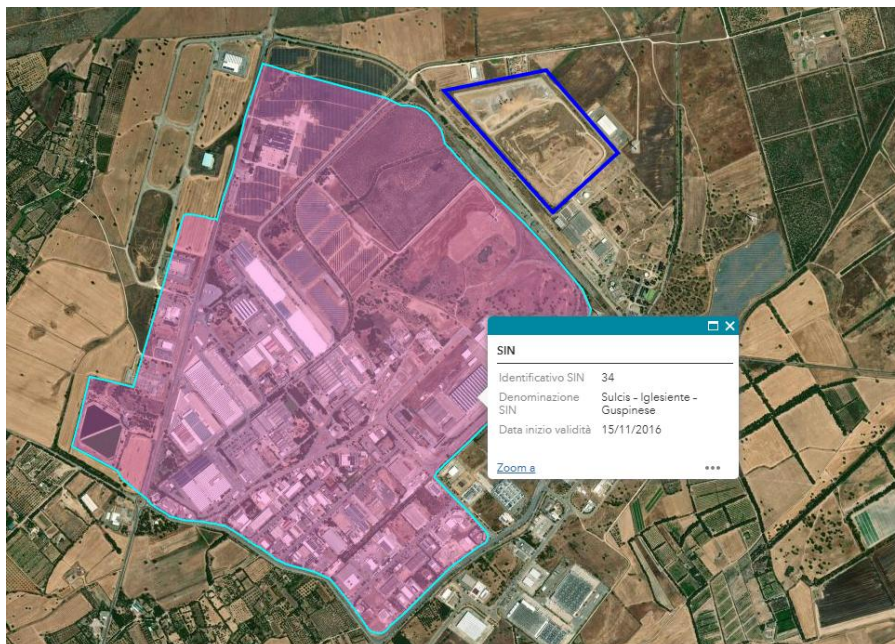 SIN
Identificativo SIN 34
Denominazione Sulcis – Iglesiente –
SIN Guspinese
Data inizio validità 15/11/2016
Zoom a